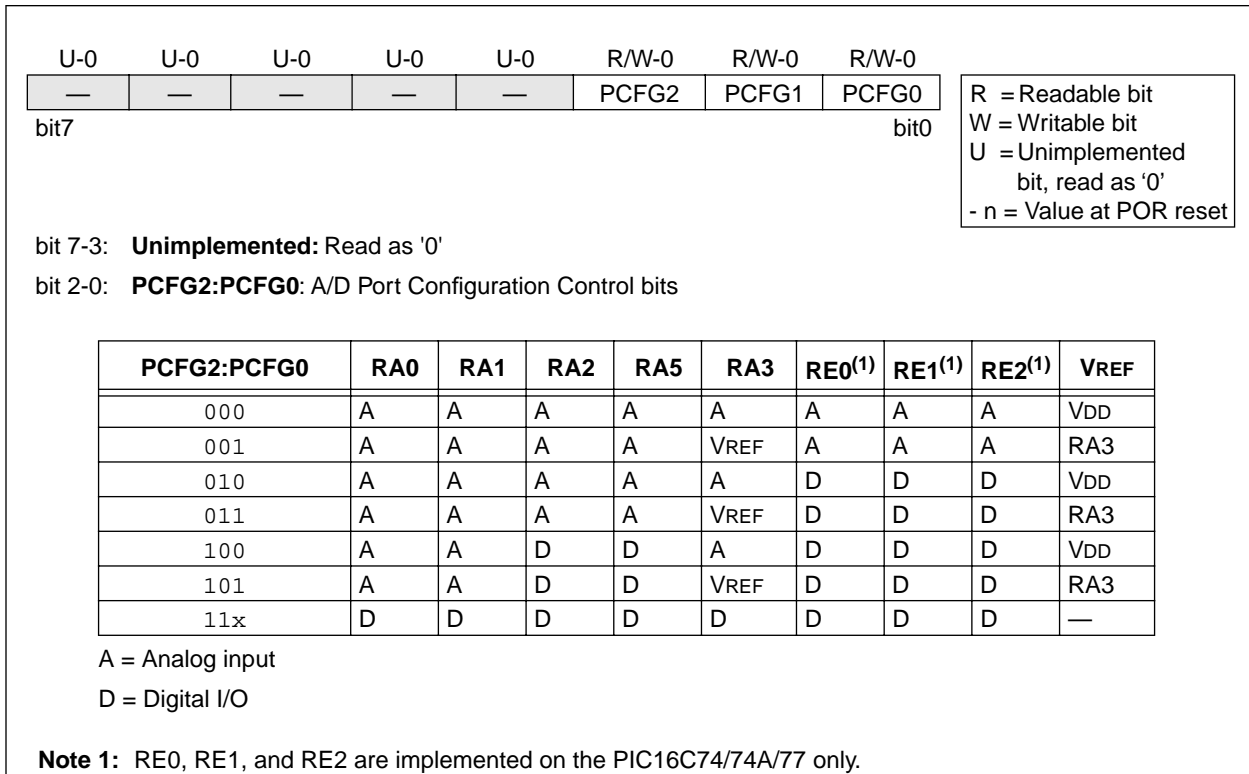 U-0 U-0 U-0 U-0 U-0 R/W-0 R/W-0 R/W-0
— — — — — PCFG2 PCFG1 PCFG0
bit7 bit0
R = Readable bit
W = Writable bit
U = Unimplemented
bit, read as ‘0’
- n = Value at POR reset
bit 7-3: Unimplemented: Read as '0'
bit 2-0: PCFG2:PCFG0: A/D Port Configuration Control bits
PCFG2:PCFG0 RA0 RA1 RA2 RA5 RA3 RE0(1) RE1(1) RE2(1) VREF
000 A A A A A A A A VDD
001 A A A A VREF A A A RA3
010 A A A A A D D D VDD
011 A A A A VREF D D D RA3
100 A A D D A D D D VDD
101 A A D D VREF D D D RA3
11x D D D D D D D D —
A = Analog input
D = Digital I/O
Note 1: RE0, RE1, and RE2 are implemented on the PIC16C74/74A/77 only.